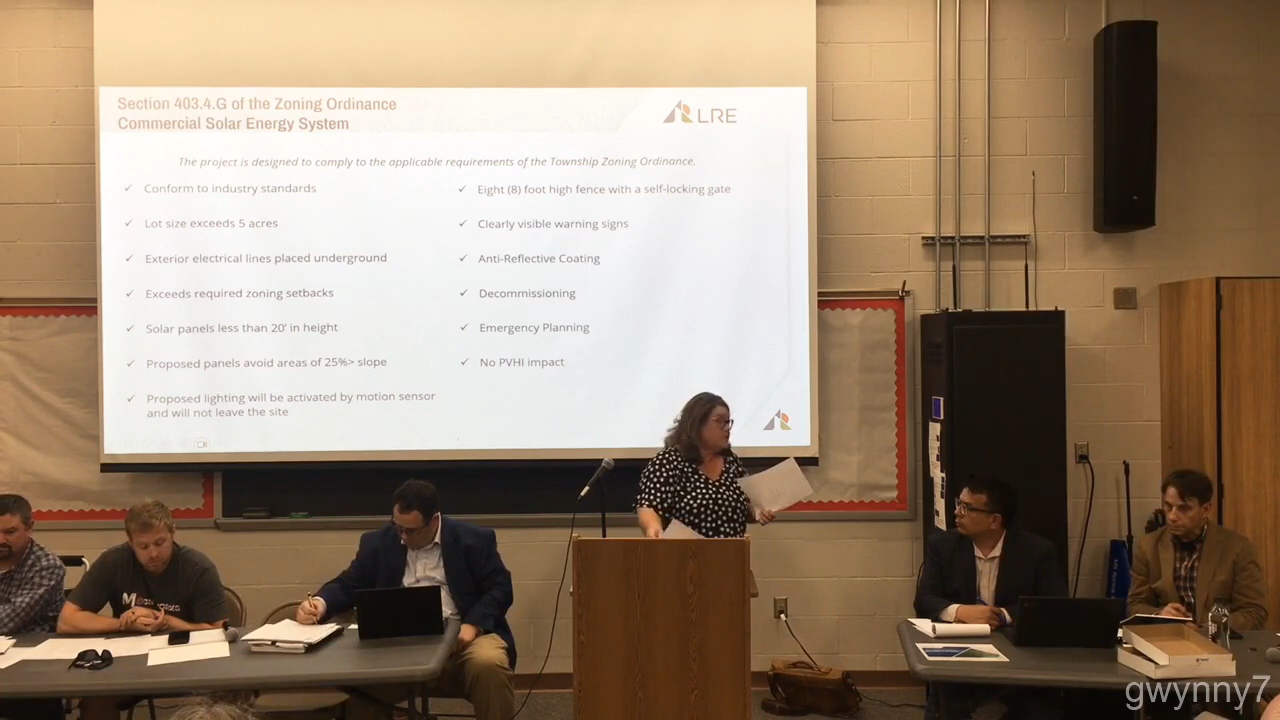 Section 403.4.G of the Zoning Ordinance
Commercial Solar Energy System
LRE
The project is designed to comply to the applicable requirements of the Township Zoning Ordinance.
✓ Conform to industry standards
✓ Lot size exceeds 5 acres
✓ Exterior electrical lines placed underground
✓ Exceeds required zoning setbacks
✓ Solar panels less than 20' in height
✓ Proposed panels avoid areas of 25%> slope
✓ Proposed lighting will be activated by motion sensor
and will not leave the site
✓ Eight (8) foot high fence with a self-locking gate
✓ Clearly visible warning signs
✓ Anti-Reflective Coating
✓ Decommissioning
✓ Emergency Planning
✓ No PVHI impact
gwynny7